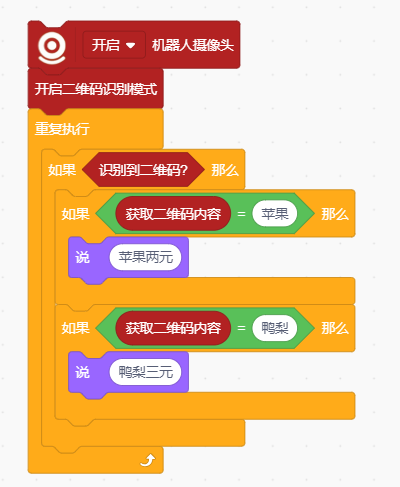 开启 机器人摄像头
开启二维码识别模式
重复执行
如果 识别到二维码? 那么
如果 获取二维码内容 = 苹果 那么
说 苹果两元
如果 获取二维码内容 = 鸭梨 那么
说 鸭梨三元